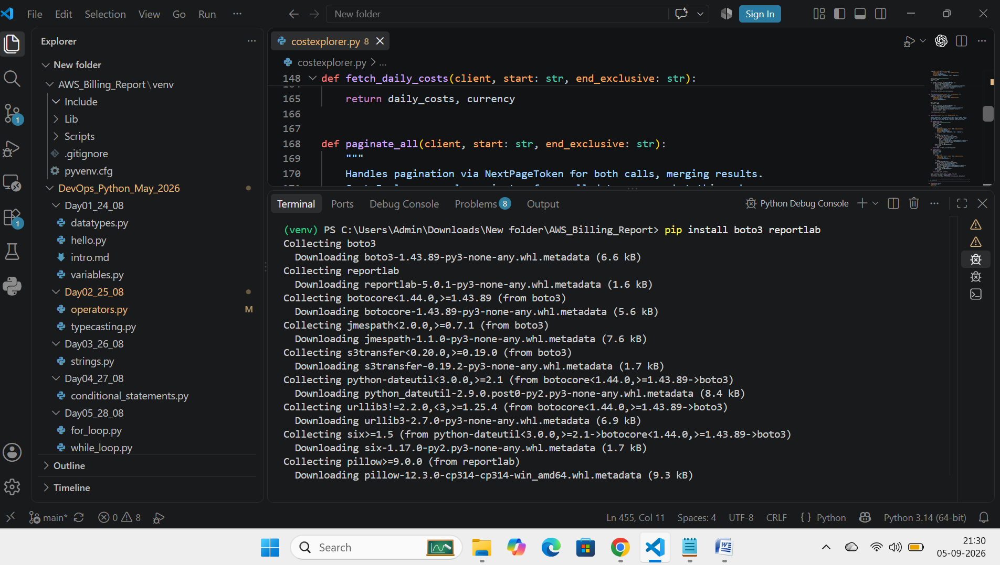 File Edit Selection View Go Run ···
New folder
Sign In
Explorer
New folder
AWS_Billing_Report\venv
Include
Lib
Scripts
.gitignore
pyvenv.cfg
DevOps_Python_May_2026
Day01_24_08
datatypes.py
hello.py
intro.md
variables.py
Day02_25_08
operators.py M
typecasting.py
Day03_26_08
strings.py
Day04_27_08
conditional_statements.py
Day05_28_08
for_loop.py
while_loop.py
Outline
Timeline
1
1
costexplorer.py 8
costexplorer.py > ...
148 def fetch_daily_costs(client, start: str, end_exclusive: str):
165 return daily_costs, currency
166
167
168 def paginate_all(client, start: str, end_exclusive: str):
169 """
170 Handles pagination via NextPageToken for both calls, merging results.
Terminal Ports Debug Console Problems 8 Output
Python Debug Console
(venv) PS C:\Users\Admin\Downloads\New folder\AWS_Billing_Report> pip install boto3 reportlab
Collecting boto3
Downloading boto3-1.43.89-py3-none-any.whl.metadata (6.6 kB)
Collecting reportlab
Downloading reportlab-5.0.1-py3-none-any.whl.metadata (1.6 kB)
Collecting botocore<1.44.0,>=1.43.89 (from boto3)
Downloading botocore-1.43.89-py3-none-any.whl.metadata (5.6 kB)
Collecting jmespath<2.0.0,>=0.7.1 (from boto3)
Downloading jmespath-1.1.0-py3-none-any.whl.metadata (7.6 kB)
Collecting s3transfer<0.20.0,>=0.19.0 (from boto3)
Downloading s3transfer-0.19.2-py3-none-any.whl.metadata (1.7 kB)
Collecting python-dateutil<3.0.0,>=2.1 (from botocore<1.44.0,>=1.43.89->boto3)
Downloading python_dateutil-2.9.0.post0-py2.py3-none-any.whl.metadata (8.4 kB)
Collecting urllib3!=2.2.0,<3,>=1.25.4 (from botocore<1.44.0,>=1.43.89->boto3)
Downloading urllib3-2.7.0-py3-none-any.whl.metadata (6.9 kB)
Collecting six>=1.5 (from python-dateutil<3.0.0,>=2.1->botocore<1.44.0,>=1.43.89->boto3)
Downloading six-1.17.0-py2.py3-none-any.whl.metadata (1.7 kB)
Collecting pillow>=9.0.0 (from reportlab)
Downloading pillow-12.3.0-cp314-cp314-win_amd64.whl.metadata (9.3 kB)
main* 0 8 Ln 455, Col 11 Spaces: 4 UTF-8 CRLF { } Python Python 3.14 (64-bit)
Search
21:30
05-09-2026